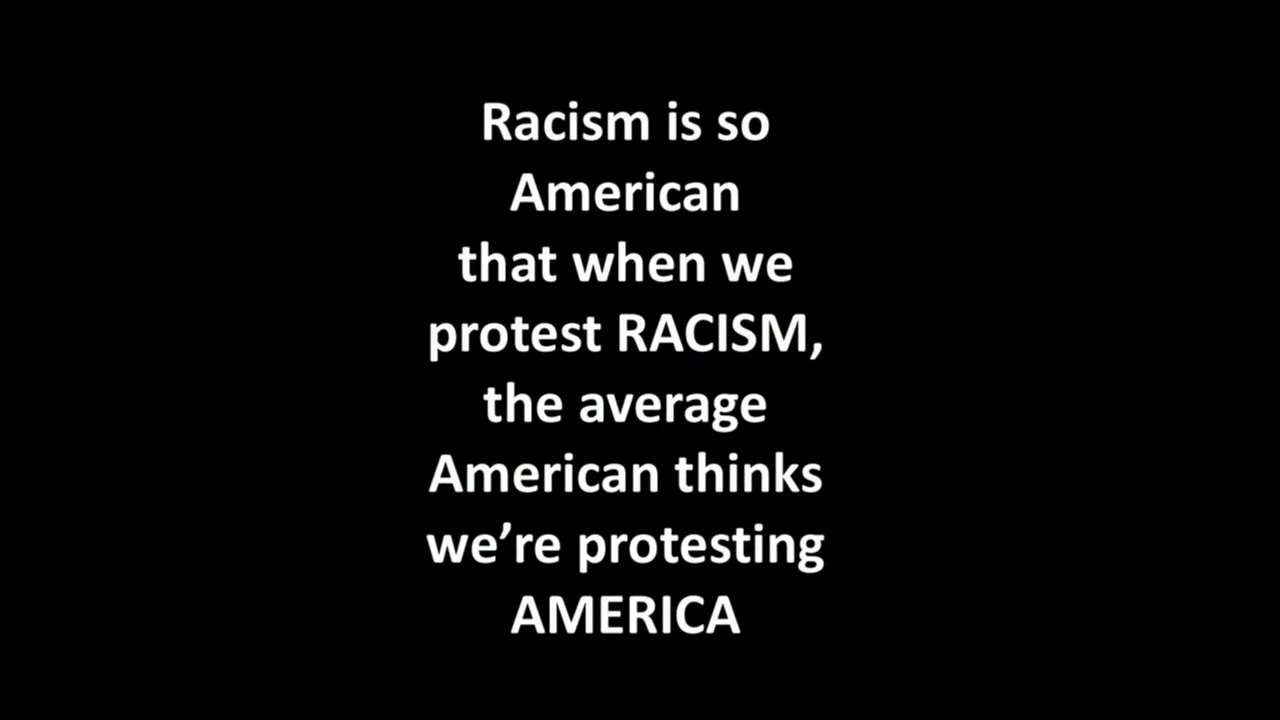 Racism is so
American
that when we
protest RACISM,
the average
American thinks
we’re protesting
AMERICA